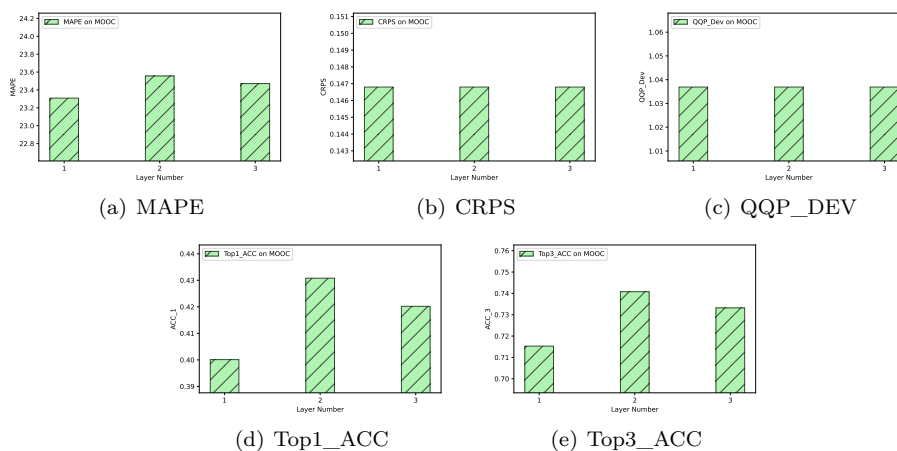 MAPE on MOOC
24.2
24.0
23.8
23.6
23.4
23.2
23.0
22.8
MAPE
1 2 3
Layer Number
(a) MAPE
CRPS on MOOC
0.151
0.150
0.149
0.147
0.146
0.144
0.143
CRPS
1 2 3
Layer Number
(b) CRPS
QQP_Dev on MOOC
1.06
1.05
1.04
1.03
1.02
1.01
QQP_Dev
1 2 3
Layer Number
(c) QQP_DEV
Top1_ACC on MOOC
0.44
0.43
0.42
0.41
0.40
0.39
ACC_1
1 2 3
Layer Number
(d) Top1_ACC
Top3_ACC on MOOC
0.76
0.75
0.74
0.73
0.72
0.71
0.70
ACC_3
1 2 3
Layer Number
(e) Top3_ACC